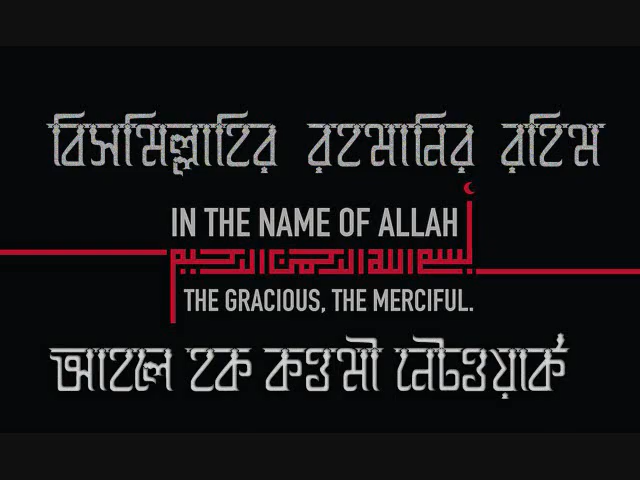 বিসমিল্লাহির রহমানির রহিম
IN THE NAME OF ALLAH
بسم الله الرحمن الرحيم
THE GRACIOUS, THE MERCIFUL.
আহলে হক কওমী নেটওয়ার্ক